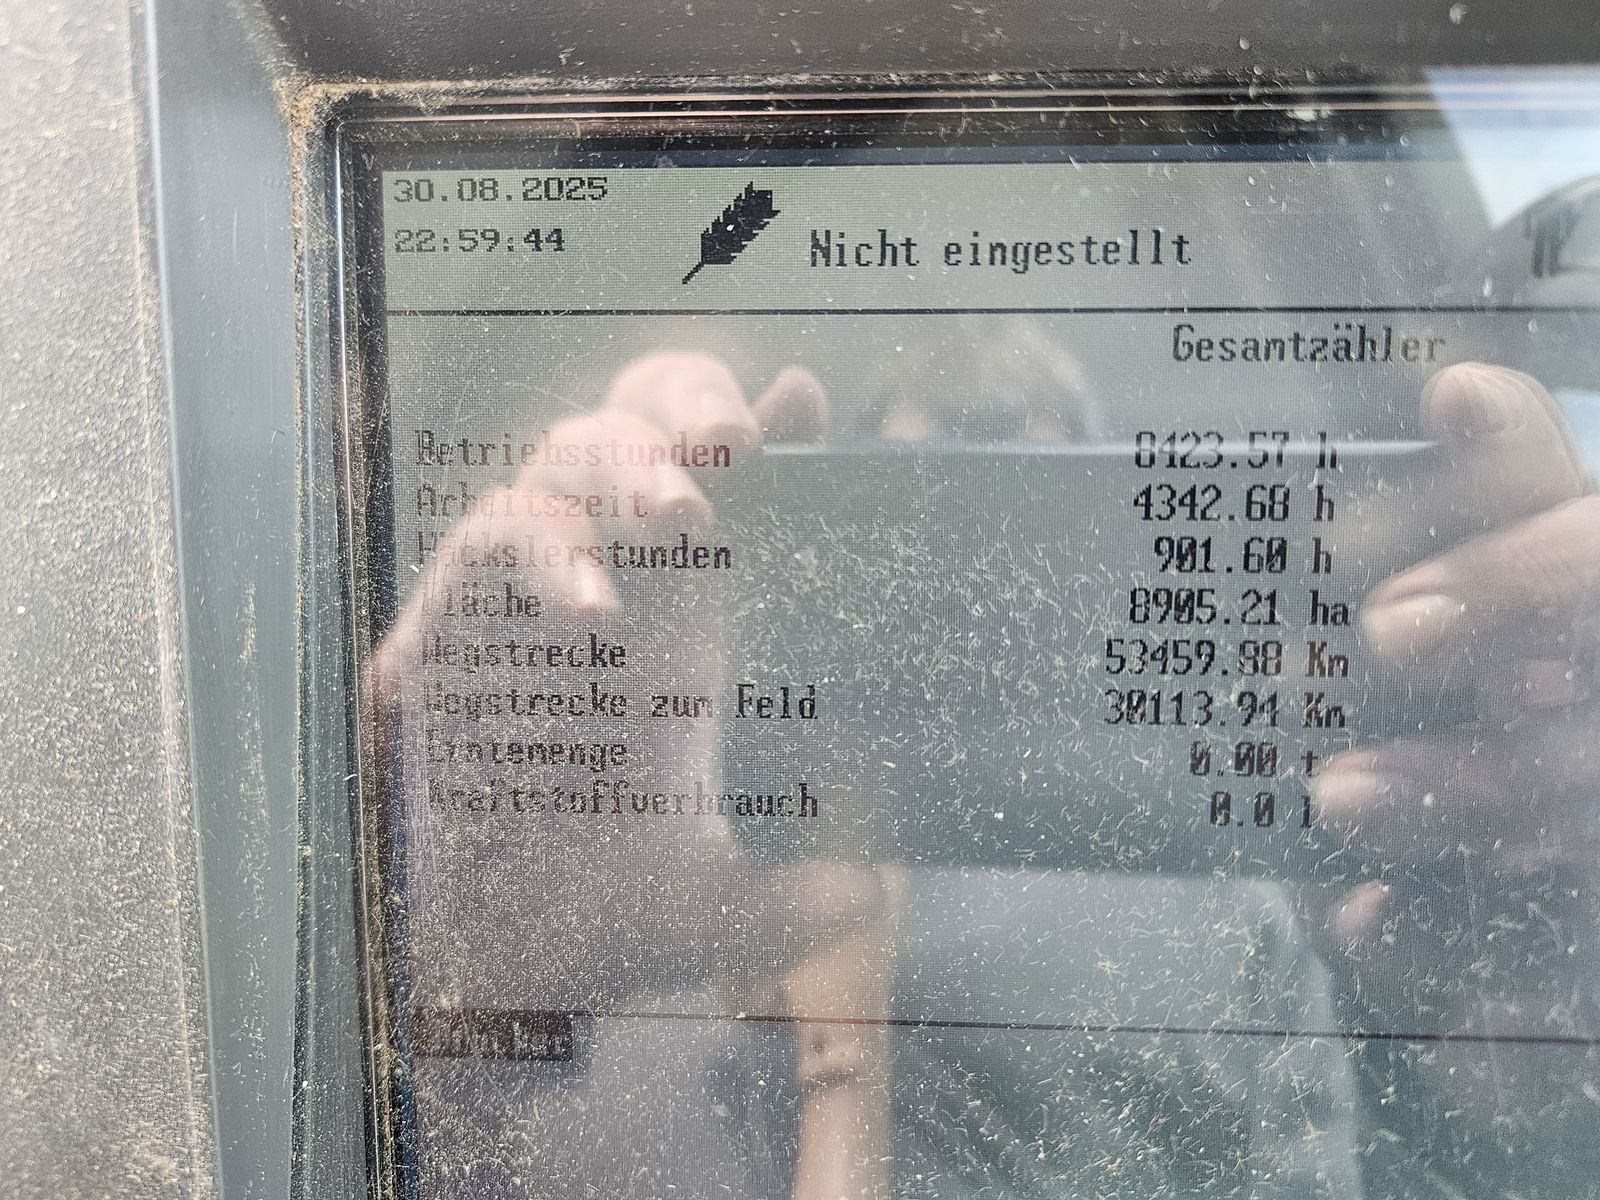 30.08.2025
22:59:44
Nicht eingestellt
Gesamtzähler
Betriebsstunden 8423.57 h
Arbeitszeit 4342.68 h
Häckslerstunden 901.60 h
Fläche 8905.21 ha
Wegstrecke 53459.88 Km
Wegstrecke zum Feld 30113.94 Km
Erntemenge 0.00 t
Kraftstoffverbrauch 0.0 l